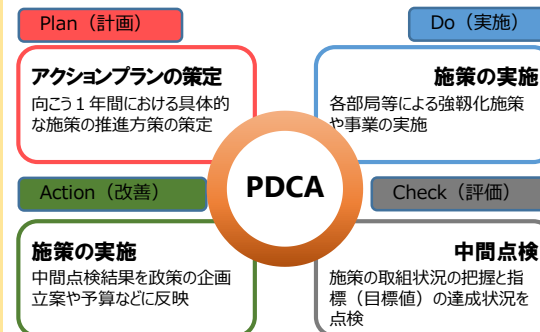 Plan（計画）
アクションプランの策定
向こう１年間における具体的
な施策の推進方策の策定
Do（実施）
施策の実施
各部局等による強靱化施策
や事業の実施
PDCA
Action（改善）
施策の実施
中間点検結果を政策の企画
立案や予算などに反映
Check（評価）
中間点検
施策の取組状況の把握と指
標（目標値）の達成状況を
点検